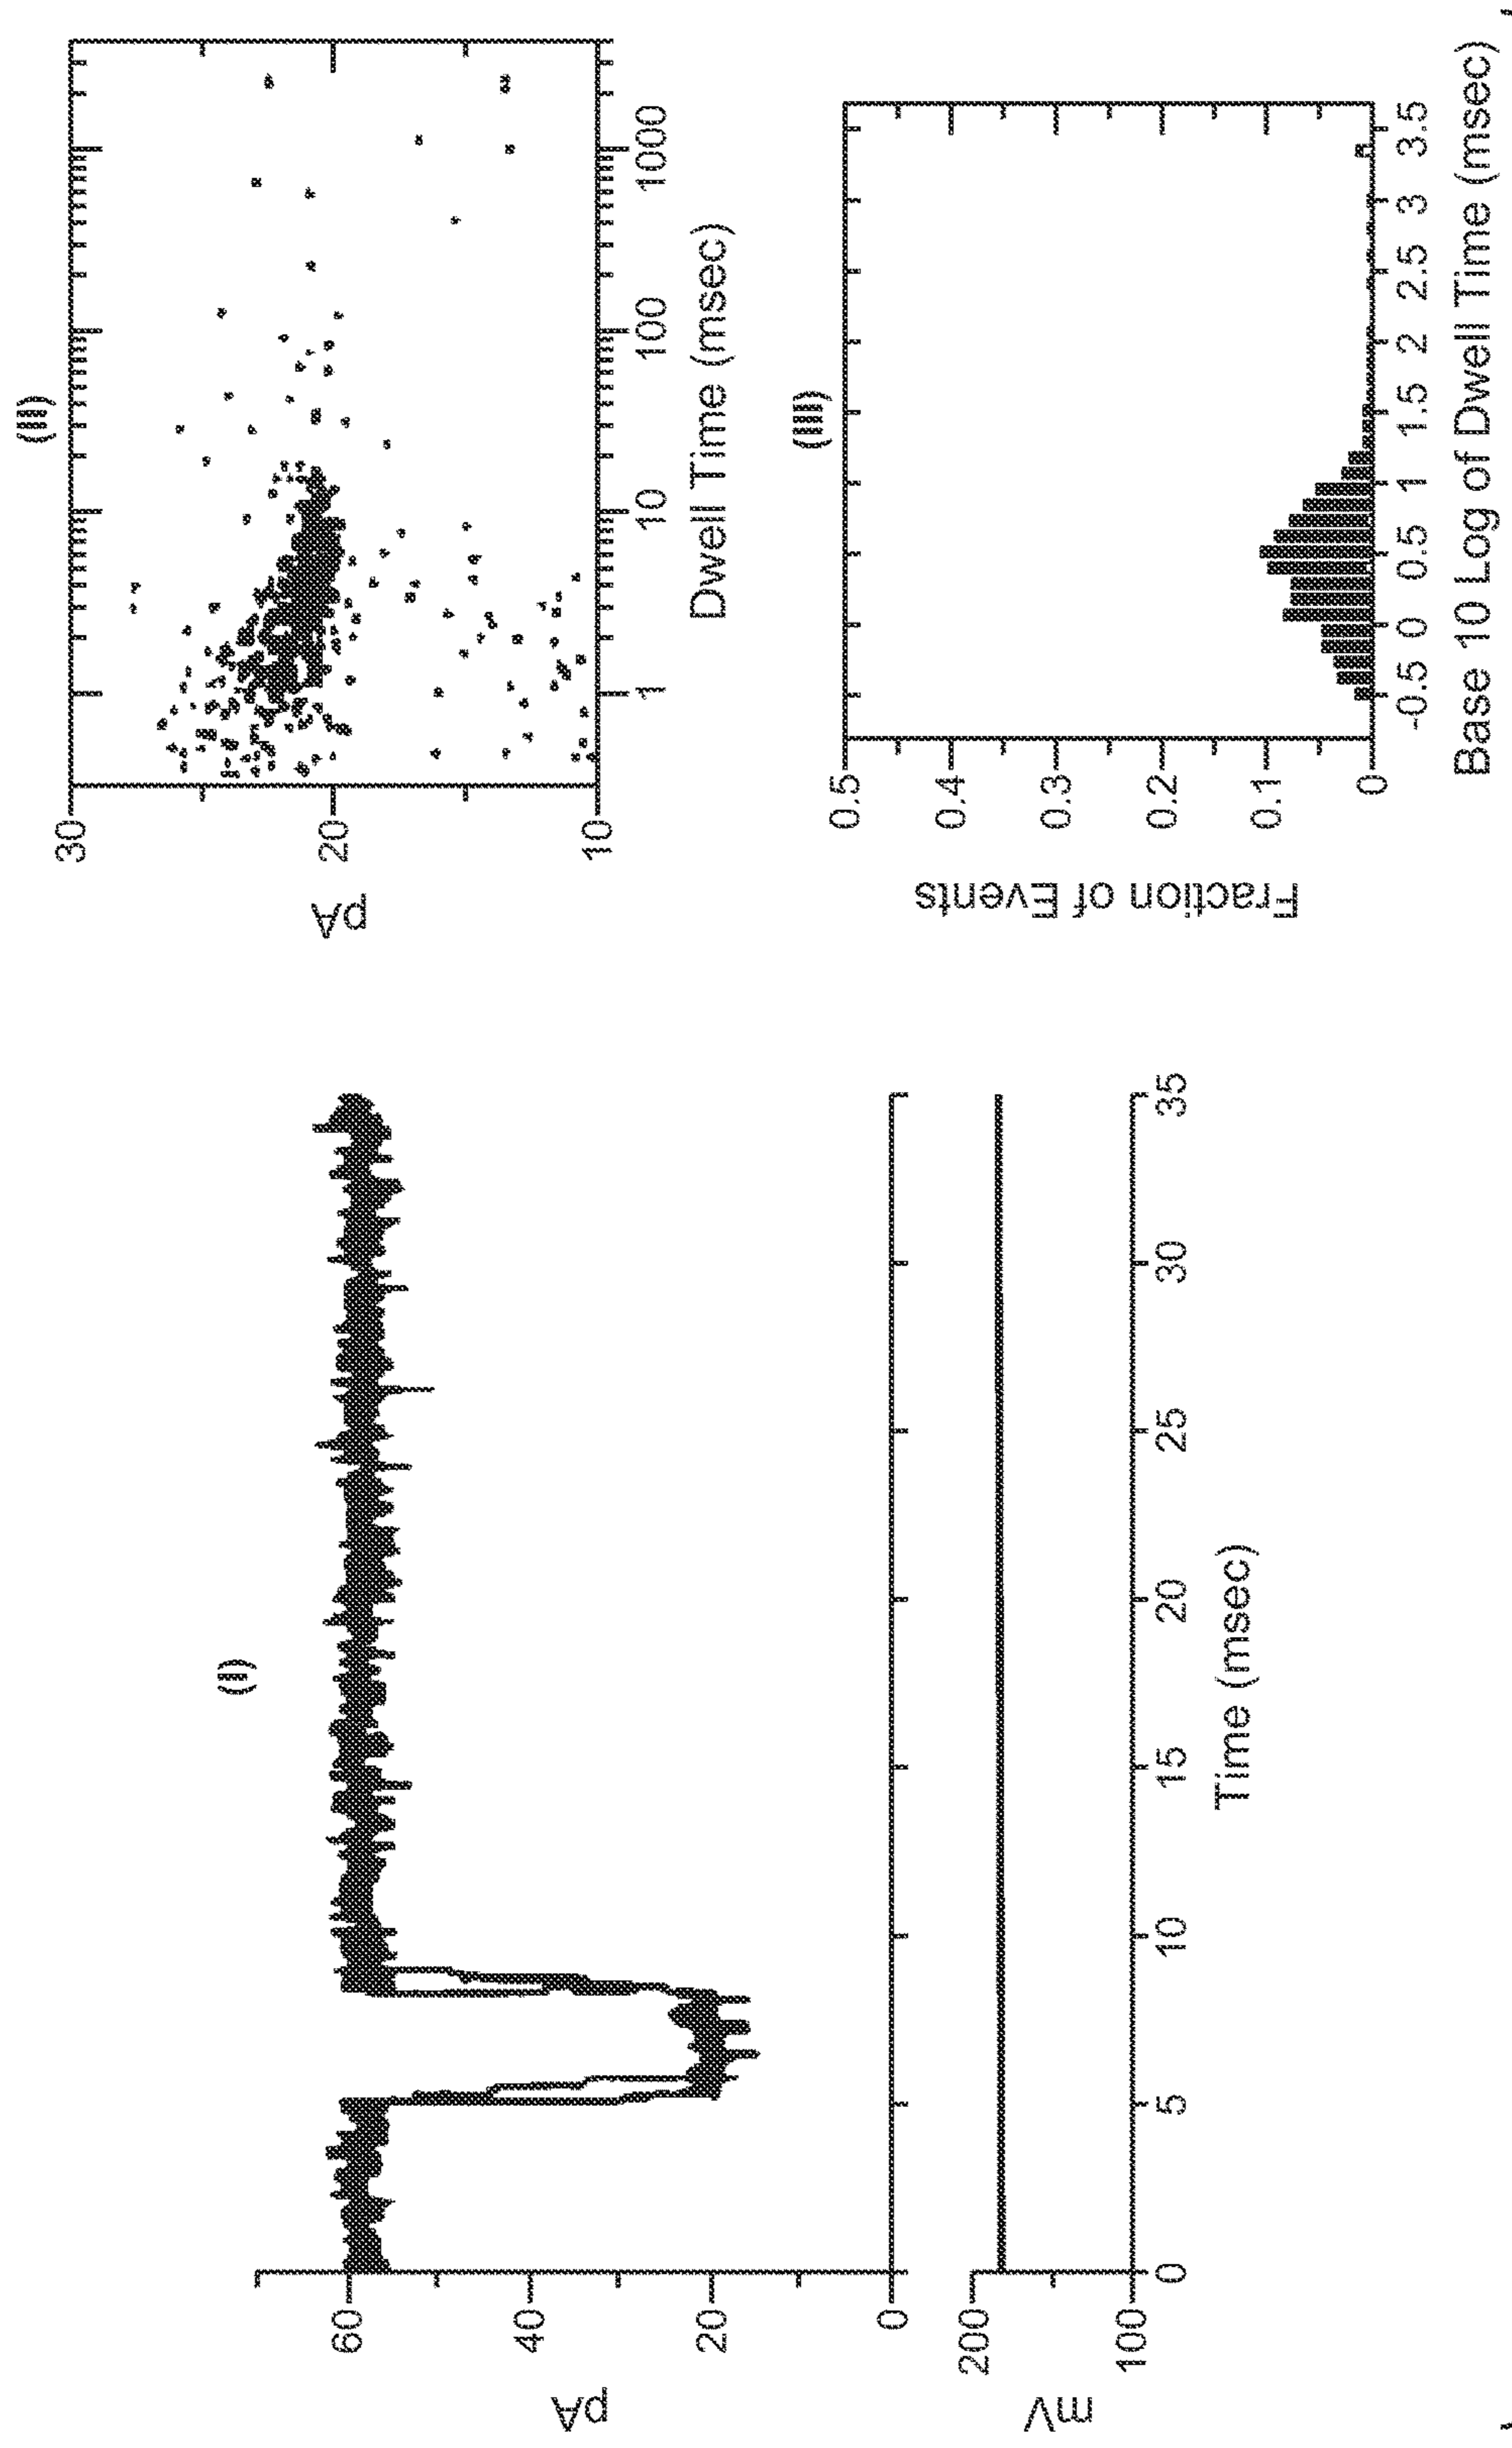 (I)
pA
60
40
20
0
mV
200
100
0 5 10 15 20 25 30 35
Time (msec)
(II)
pA
30
20
10
1 10 100 1000
Dwell Time (msec)
(III)
Fraction of Events
0.5
0.4
0.3
0.2
0.1
0
-0.5 0 0.5 1 1.5 2 2.5 3 3.5
Base 10 Log of Dwell Time (msec)